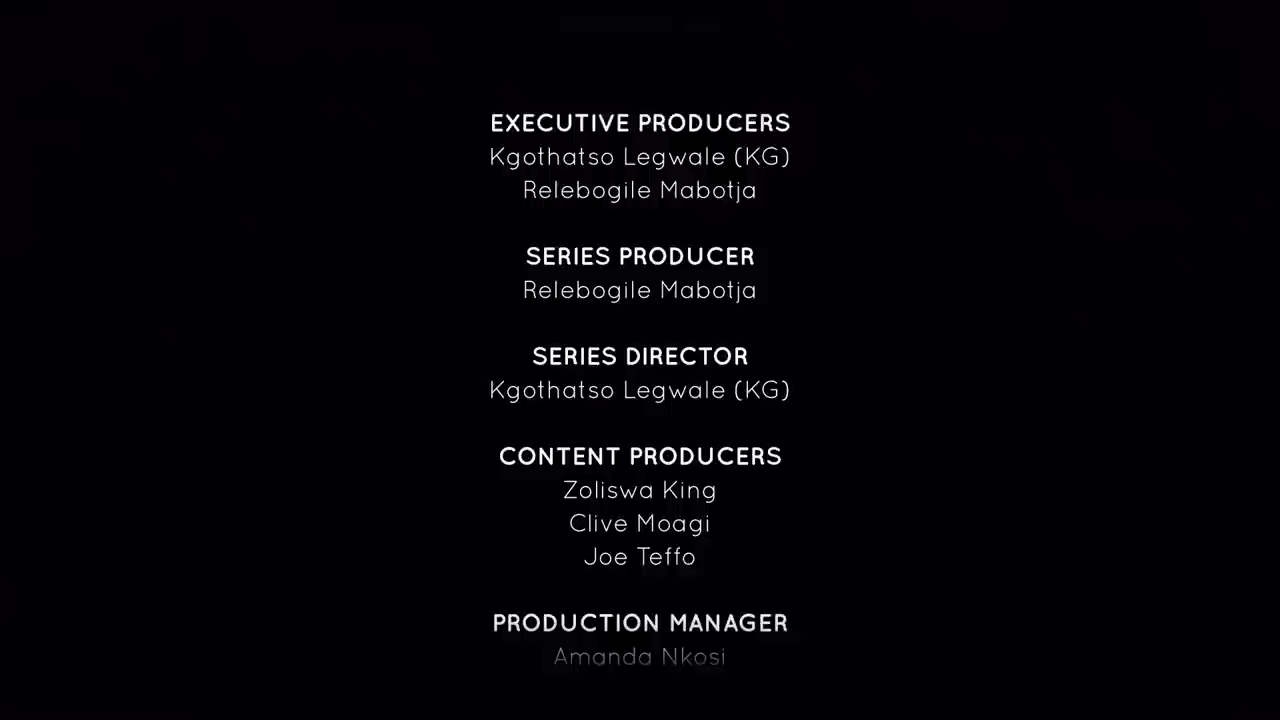 EXECUTIVE PRODUCERS
Kgothatso Legwale (KG)
Relebogile Mabotja
SERIES PRODUCER
Relebogile Mabotja
SERIES DIRECTOR
Kgothatso Legwale (KG)
CONTENT PRODUCERS
Zoliswa King
Clive Moagi
Joe Teffo
PRODUCTION MANAGER
Amanda Nkosi